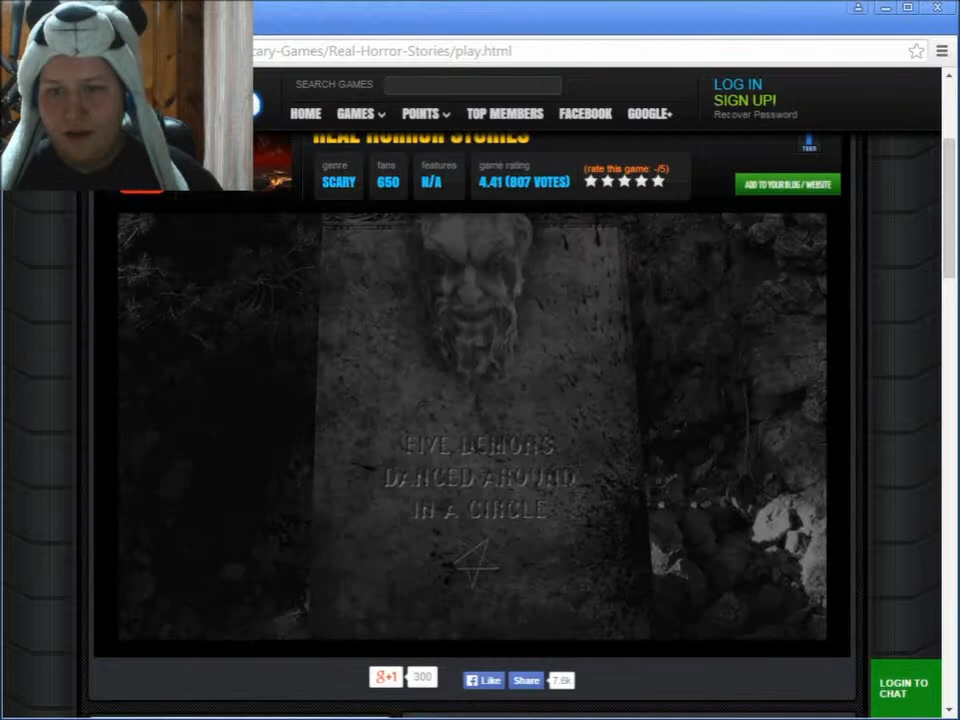 cary-Games/Real-Horror-Stories/play.html
SEARCH GAMES
LOG IN
SIGN UP!
Recover Password
HOME GAMES POINTS TOP MEMBERS FACEBOOK GOOGLE+
REAL HORROR STORIES
genre
SCARY
fans
650
features
N/A
game rating
4.41 (807 VOTES)
(rate this game: -/5)
ADD TO YOUR BLOG / WEBSITE
FIVE DEMONS
DANCED AROUND
IN A CIRCLE
g+1 300
Like Share 7.6k
LOGIN TO
CHAT